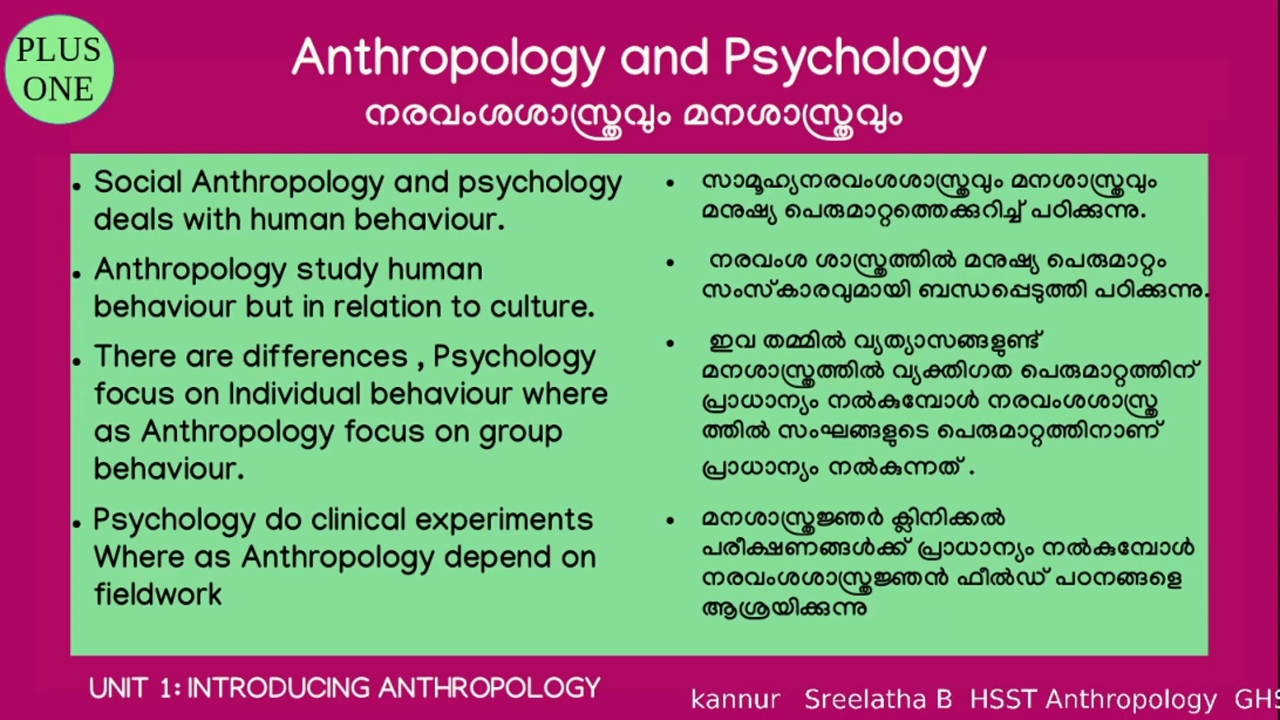 PLUS
ONE
Anthropology and Psychology
നരവംശശാസ്ത്രവും മനശാസ്ത്രവും
• Social Anthropology and psychology
deals with human behaviour.
• Anthropology study human
behaviour but in relation to culture.
• There are differences , Psychology
focus on Individual behaviour where
as Anthropology focus on group
behaviour.
• Psychology do clinical experiments
Where as Anthropology depend on
fieldwork
• സാമൂഹ്യനരവംശശാസ്ത്രവും മനശാസ്ത്രവും
മനുഷ്യ പെരുമാറ്റത്തെക്കുറിച്ച് പഠിക്കുന്നു.
• നരവംശ ശാസ്ത്രത്തിൽ മനുഷ്യ പെരുമാറ്റം
സംസ്കാരവുമായി ബന്ധപ്പെടുത്തി പഠിക്കുന്നു.
• ഇവ തമ്മിൽ വ്യത്യാസങ്ങളുണ്ട്
മനശാസ്ത്രത്തിൽ വ്യക്തിഗത പെരുമാറ്റത്തിന്
പ്രാധാന്യം നൽകുമ്പോൾ നരവംശശാസ്ത്ര
ത്തിൽ സംഘങ്ങളുടെ പെരുമാറ്റത്തിനാണ്
പ്രാധാന്യം നൽകുന്നത് .
• മനശാസ്ത്രജ്ഞർ ക്ലിനിക്കൽ
പരീക്ഷണങ്ങൾക്ക് പ്രാധാന്യം നൽകുമ്പോൾ
നരവംശശാസ്ത്രജ്ഞൻ ഫീൽഡ് പഠനങ്ങളെ
ആശ്രയിക്കുന്നു
UNIT 1: INTRODUCING ANTHROPOLOGY
kannur Sreelatha B HSST Anthropology